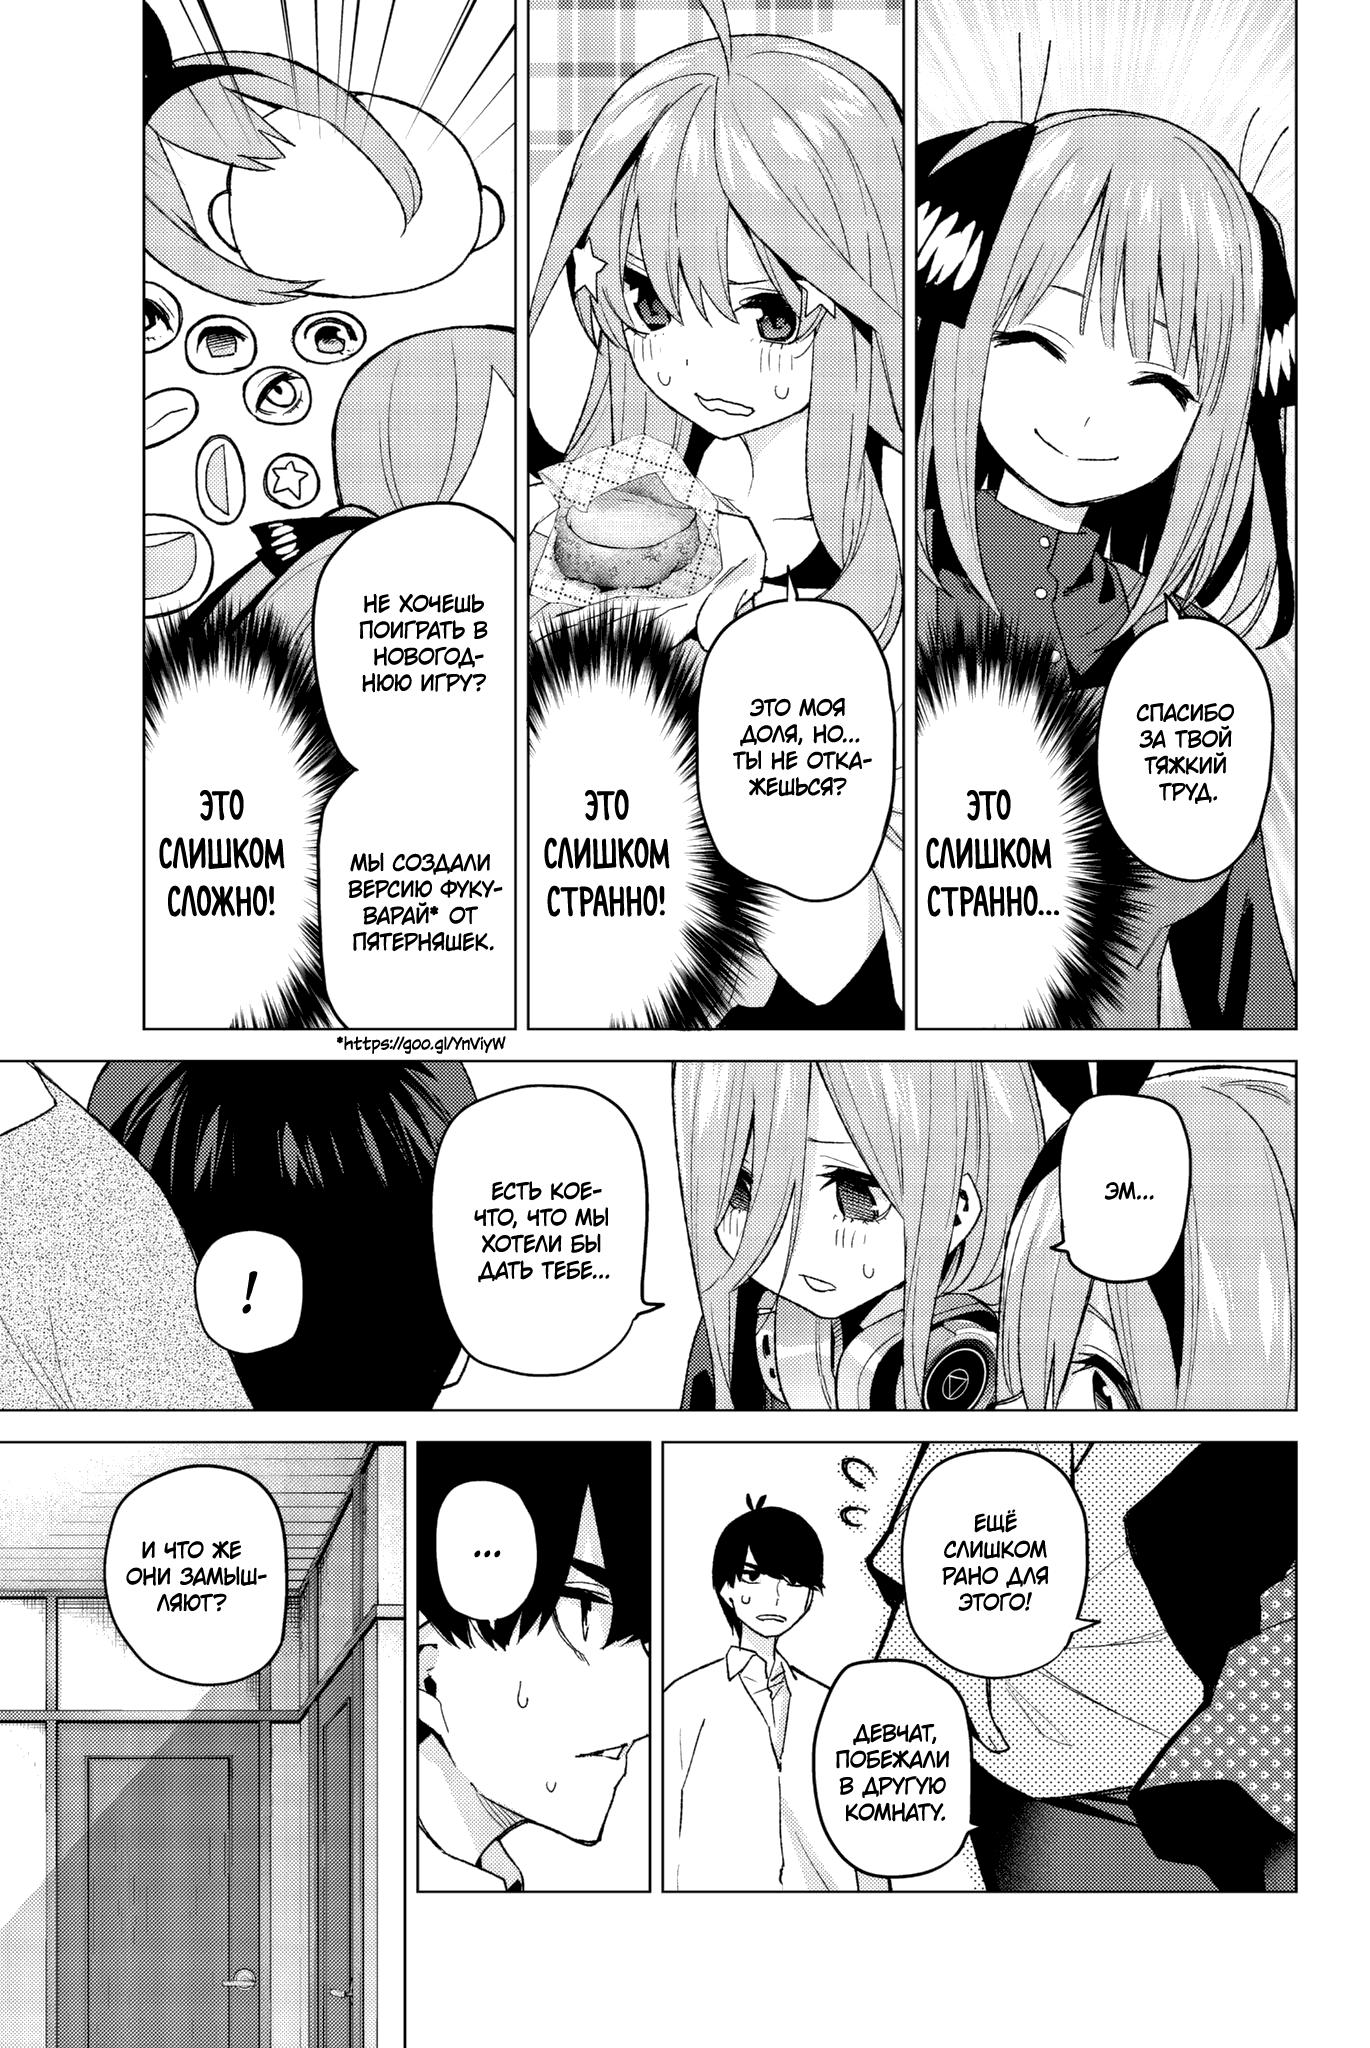 СПАСИБО
ЗА ТВОЙ
ТЯЖКИЙ
ТРУД.
ЭТО
СЛИШКОМ
СТРАННО...
ЭТО МОЯ
ДОЛЯ, НО...
ТЫ НЕ ОТКА-
ЖЕШЬСЯ?
ЭТО
СЛИШКОМ
СТРАННО!
НЕ ХОЧЕШЬ
ПОИГРАТЬ В
НОВОГОД-
НЮЮ ИГРУ?
МЫ СОЗДАЛИ
ВЕРСИЮ ФУКУ-
ВАРАЙ* ОТ
ПЯТЕРНЯШЕК.
ЭТО
СЛИШКОМ
СЛОЖНО!
*https://goo.gl/YnViyW
ЭМ...
ЕСТЬ КОЕ-
ЧТО, ЧТО МЫ
ХОТЕЛИ БЫ
ДАТЬ ТЕБЕ...
!
ЕЩЁ
СЛИШКОМ
РАНО ДЛЯ
ЭТОГО!
ДЕВЧАТ,
ПОБЕЖАЛИ
В ДРУГУЮ
КОМНАТУ.
...
И ЧТО ЖЕ
ОНИ ЗАМЫШ-
ЛЯЮТ?